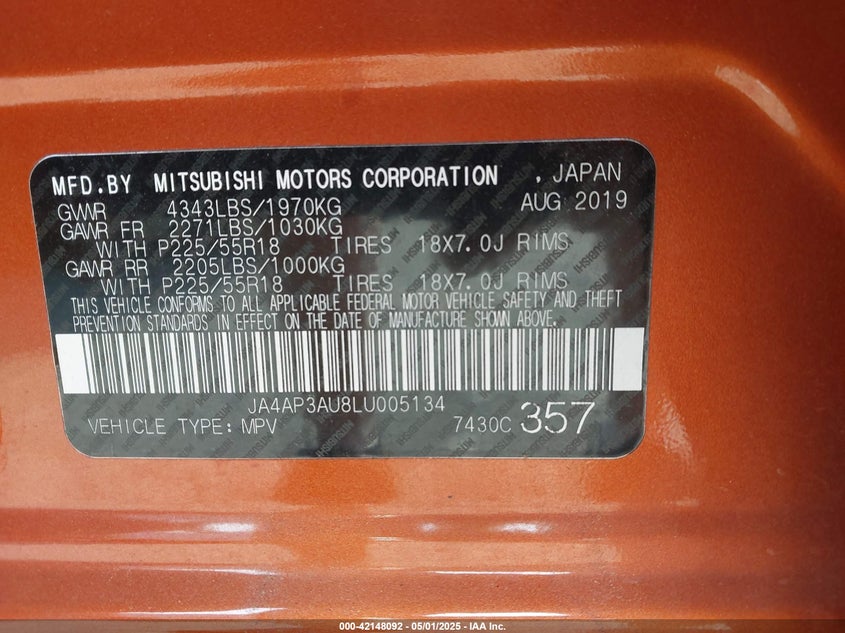 MFD.BY MITSUBISHI MOTORS CORPORATION , JAPAN
GVWR 4343LBS/1970KG AUG 2019
GAWR FR 2271LBS/1030KG
WITH P225/55R18 TIRES 18X7.0J RIMS
GAWR RR 2205LBS/1000KG
WITH P225/55R18 TIRES 18X7.0J RIMS
THIS VEHICLE CONFORMS TO ALL APPLICABLE FEDERAL MOTOR VEHICLE SAFETY AND THEFT
PREVENTION STANDARDS IN EFFECT ON THE DATE OF MANUFACTURE SHOWN ABOVE.
JA4AP3AU8LU005134
VEHICLE TYPE: MPV 7430C 357
000-42148092 - 05/01/2025 - IAA Inc.